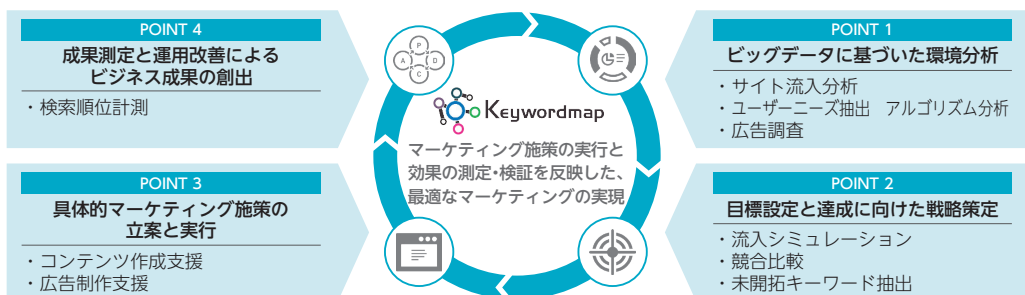 POINT 4
成果測定と運用改善による
ビジネス成果の創出
・検索順位計測
POINT 1
ビッグデータに基づいた環境分析
・サイト流入分析
・ユーザーニーズ抽出　アルゴリズム分析
・広告調査
P
A
D
C
Keywordmap
マーケティング施策の実行と
効果の測定・検証を反映した、
最適なマーケティングの実現
POINT 3
具体的マーケティング施策の
立案と実行
・コンテンツ作成支援
・広告制作支援
POINT 2
目標設定と達成に向けた戦略策定
・流入シミュレーション
・競合比較
・未開拓キーワード抽出